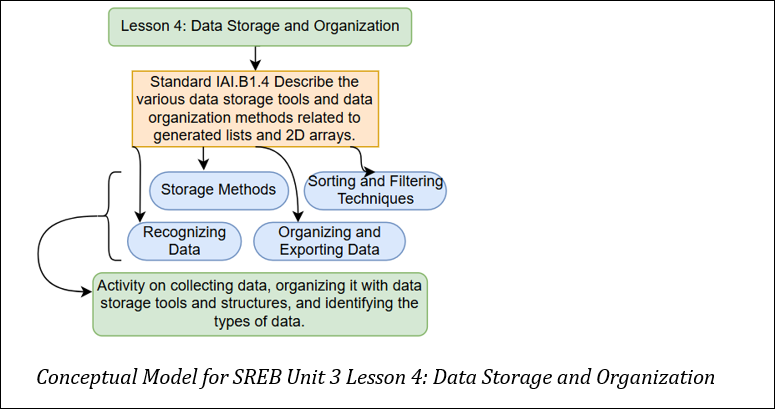 Lesson 4: Data Storage and Organization
Standard IAI.B1.4 Describe the
various data storage tools and data
organization methods related to
generated lists and 2D arrays.
Storage Methods
Sorting and Filtering
Techniques
Recognizing
Data
Organizing and
Exporting Data
Activity on collecting data, organizing it with data
storage tools and structures, and identifying the
types of data.
Conceptual Model for SREB Unit 3 Lesson 4: Data Storage and Organization